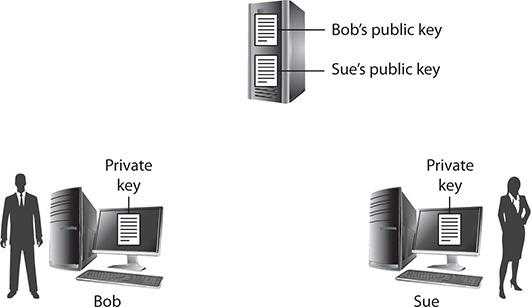 Bob's public key
Sue's public key
Private
key
Private
key
Bob
Sue